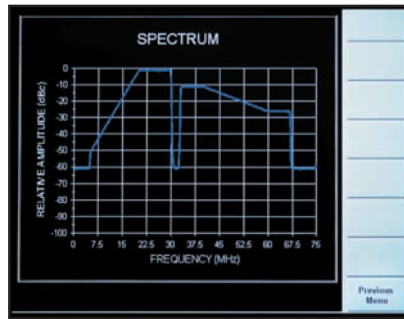 SPECTRUM
RELATIVE AMPLITUDE (dBc)
0
-10
-20
-30
-40
-50
-60
-70
-80
-90
-100
0 7.5 15 22.5 30 37.5 45 52.5 60 67.5 75
FREQUENCY (MHz)
Previous
Menu